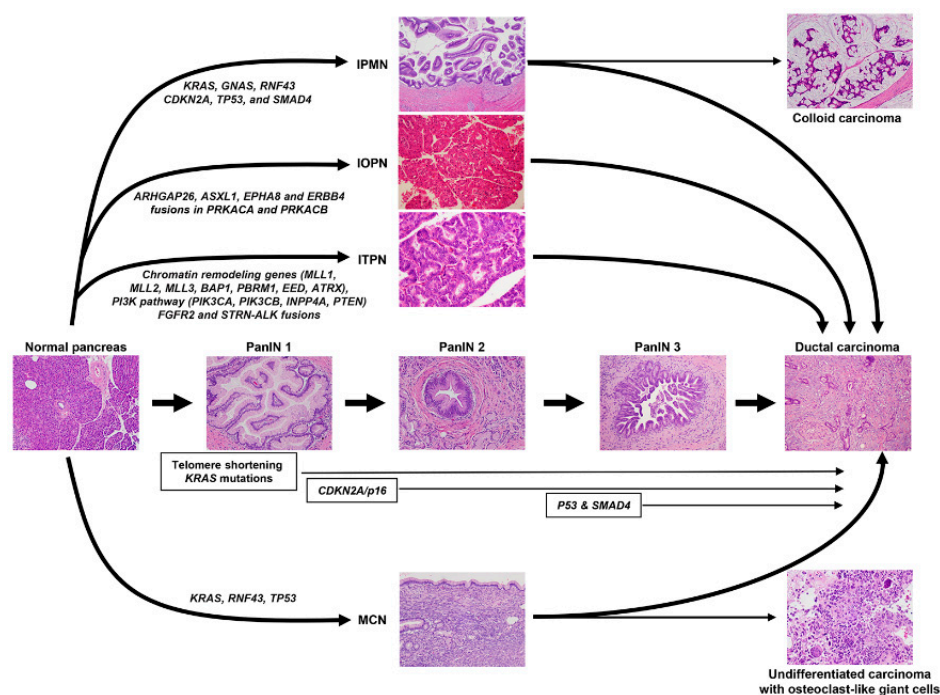 IPMN
KRAS, GNAS, RNF43
CDKN2A, TP53, and SMAD4
Colloid carcinoma
IOPN
ARHGAP26, ASXL1, EPHA8 and ERBB4
fusions in PRKACA and PRKACB
ITPN
Chromatin remodeling genes (MLL1,
MLL2, MLL3, BAP1, PBRM1, EED, ATRX),
PI3K pathway (PIK3CA, PIK3CB, INPP4A, PTEN)
FGFR2 and STRN-ALK fusions
Normal pancreas
PanIN 1
PanIN 2
PanIN 3
Ductal carcinoma
Telomere shortening
KRAS mutations
CDKN2A/p16
P53 & SMAD4
KRAS, RNF43, TP53
MCN
Undifferentiated carcinoma
with osteoclast-like giant cells